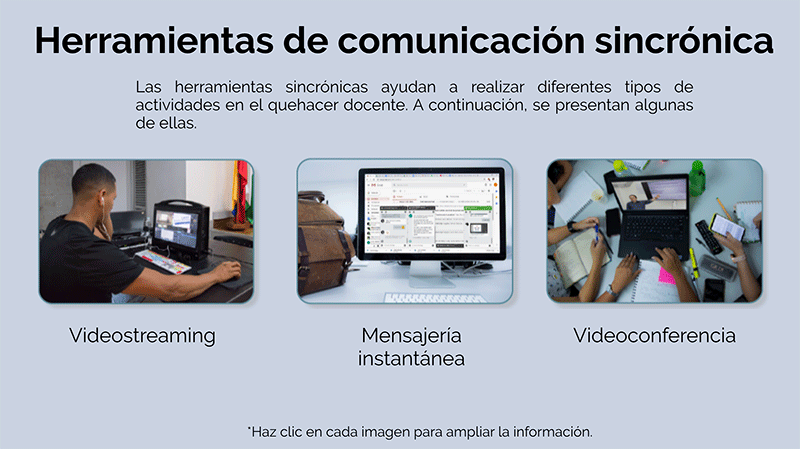 Herramientas de comunicación sincrónica
Las herramientas sincrónicas ayudan a realizar diferentes tipos de
actividades en el quehacer docente. A continuación, se presentan algunas
de ellas.
Videostreaming
Mensajería
instantánea
Videoconferencia
*Haz clic en cada imagen para ampliar la información.